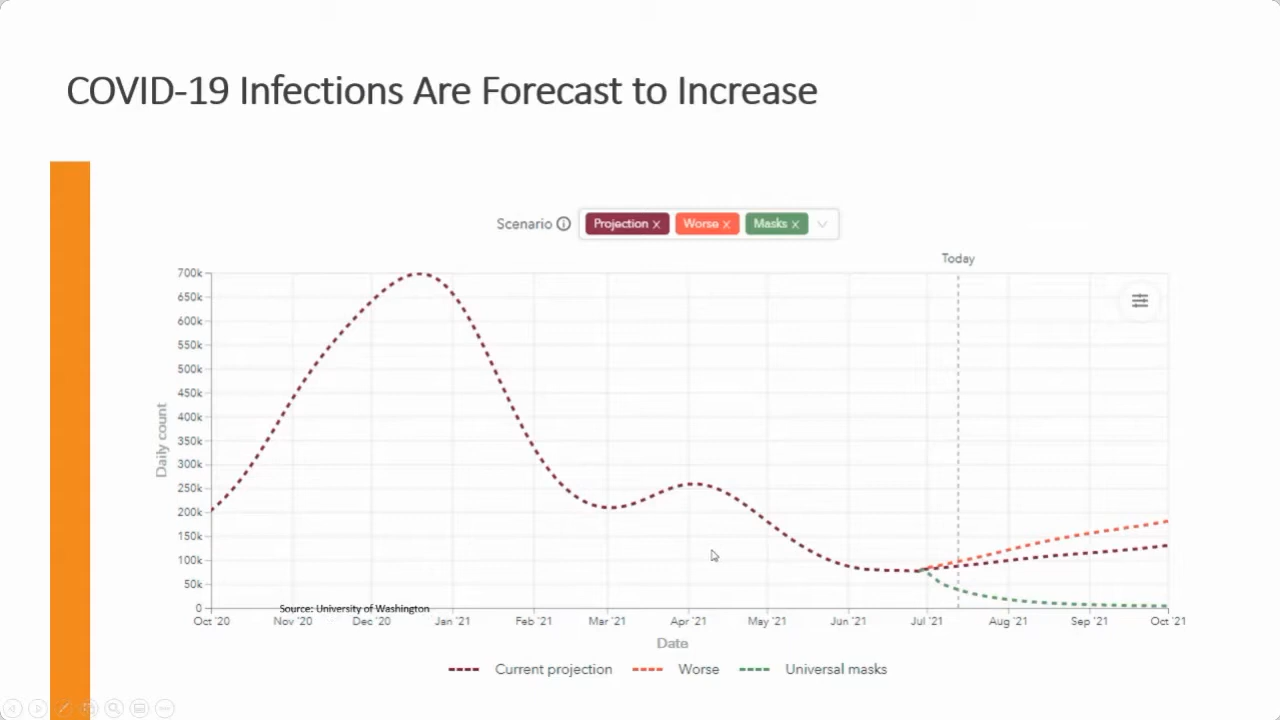 COVID-19 Infections Are Forecast to Increase
Scenario Projection X Worse X Masks X
Today
700k
650k
600k
550k
500k
450k
400k
350k
300k
250k
200k
150k
100k
50k
0
Daily count
Source: University of Washington
Oct '20 Nov '20 Dec '20 Jan '21 Feb '21 Mar '21 Apr '21 May '21 Jun '21 Jul '21 Aug '21 Sep '21 Oct '21
Date
Current projection Worse Universal masks